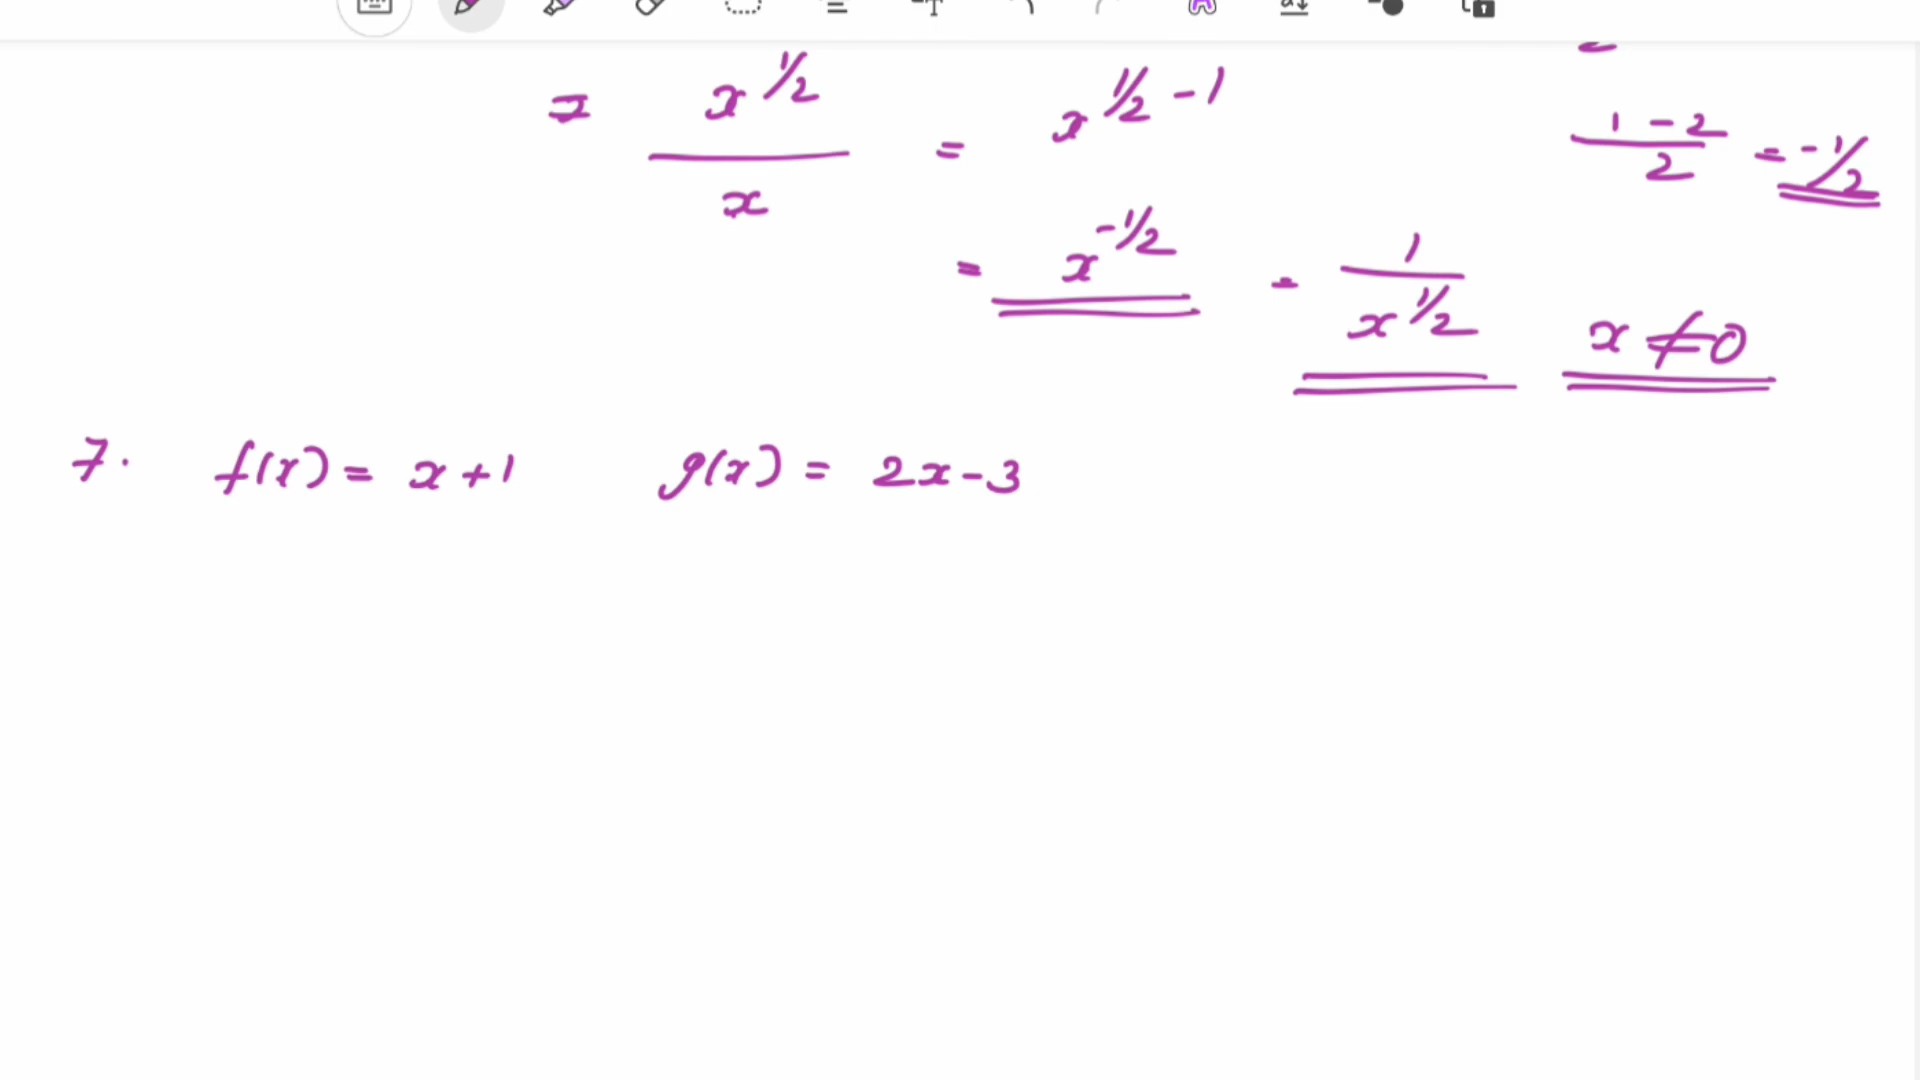 = x^{1/2} / x = x^{1/2 - 1}
1 - 2 / 2 = -1/2
= x^{-1/2} = 1 / x^{1/2} x ≠ 0
7. f(x) = x + 1 g(x) = 2x - 3